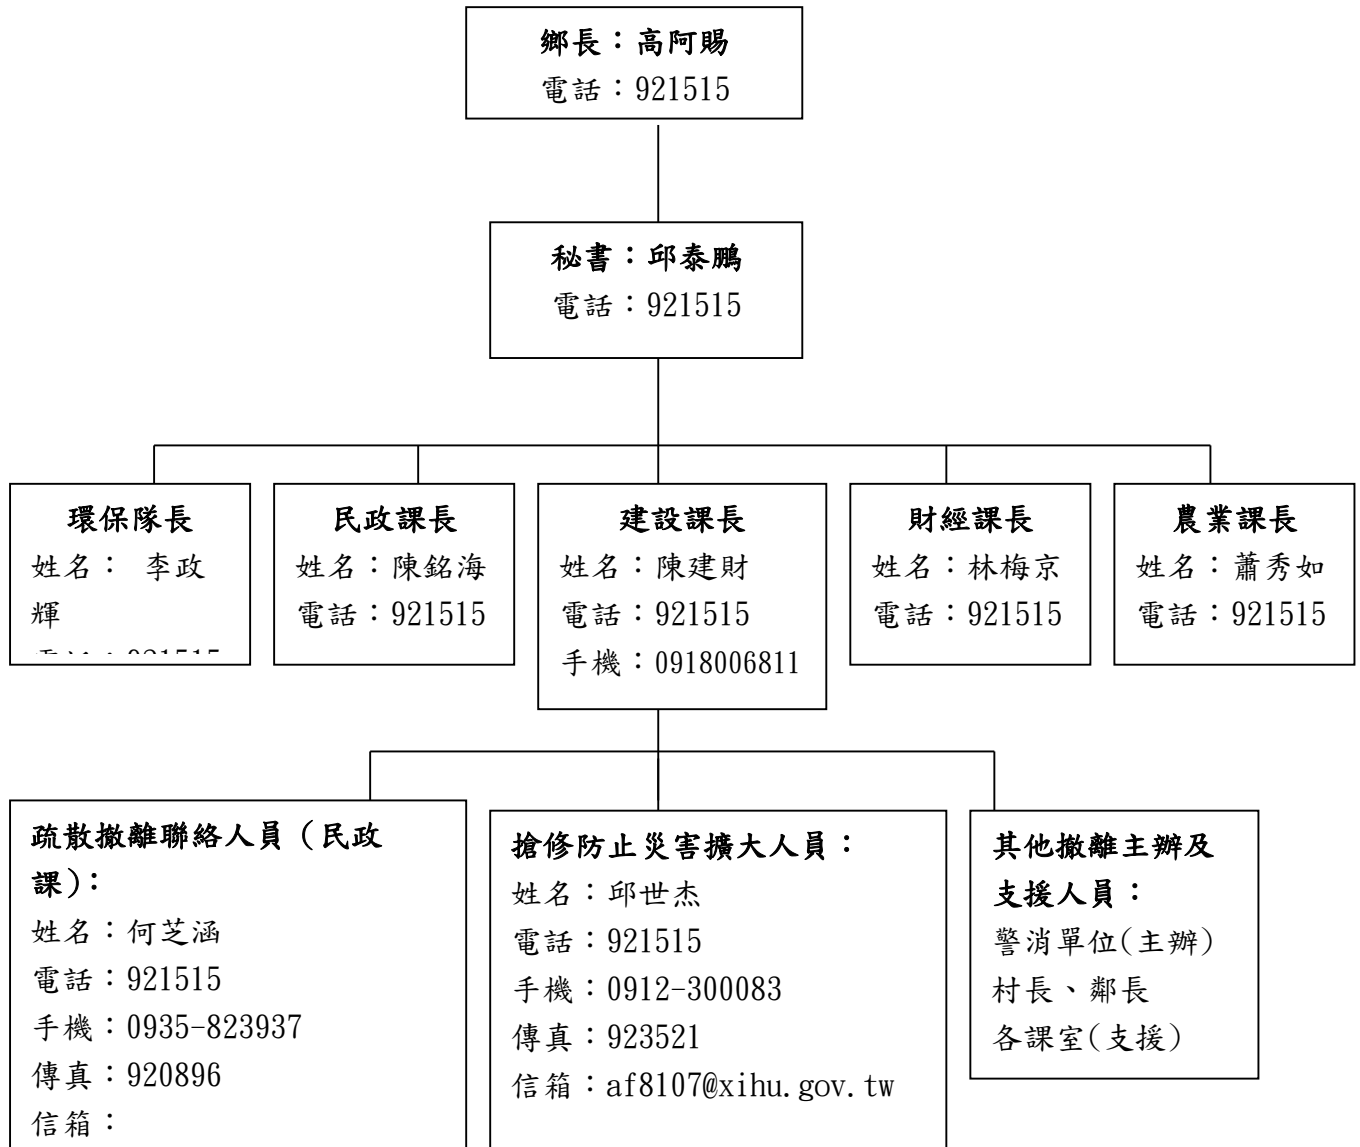 鄉長：高阿賜
電話：921515
秘書：邱泰鵬
電話：921515
環保隊長
姓名： 李政
輝
民政課長
姓名：陳銘海
電話：921515
建設課長
姓名：陳建財
電話：921515
手機：0918006811
財經課長
姓名：林梅京
電話：921515
農業課長
姓名：蕭秀如
電話：921515
疏散撤離聯絡人員（民政
課）：
姓名：何芝涵
電話：921515
手機：0935-823937
傳真：920896
信箱：
搶修防止災害擴大人員：
姓名：邱世杰
電話：921515
手機：0912-300083
傳真：923521
信箱：af8107@xihu.gov.tw
其他撤離主辦及
支援人員：
警消單位(主辦)
村長、鄰長
各課室(支援)